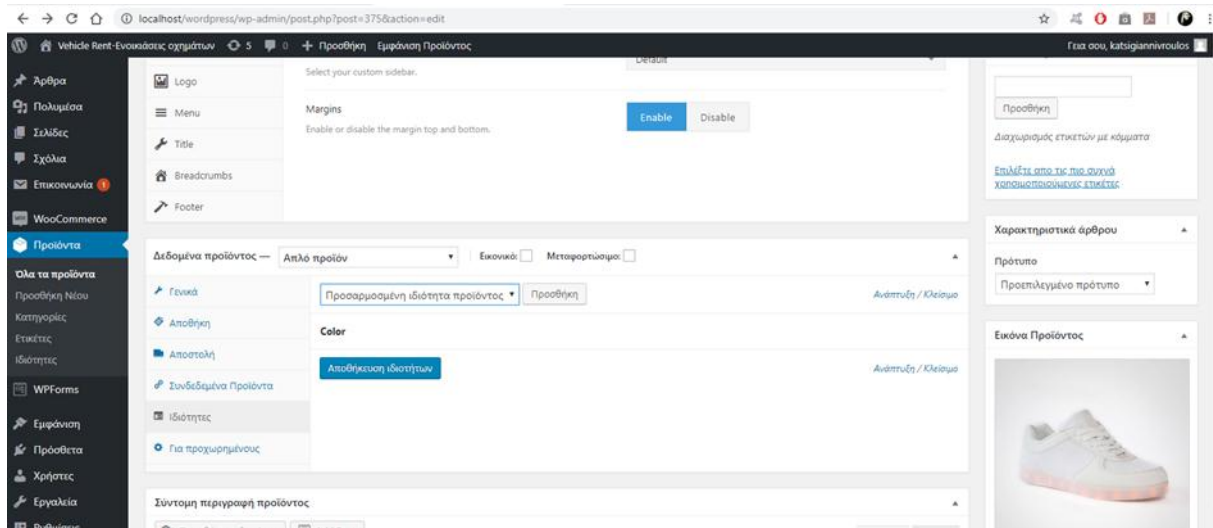 localhost/wordpress/wp-admin/post.php?post=375&action=edit
Vehicle Rent-Ενοικιάσεις οχημάτων 5 0 + Προσθήκη Εμφάνιση Προϊόντος
Γεια σου, katsigiannivroulos
Άρθρα
Πολυμέσα
Σελίδες
Σχόλια
Επικοινωνία 1
WooCommerce
Προϊόντα
Όλα τα προϊόντα
Προσθήκη Νέου
Κατηγορίες
Ετικέτες
Ιδιότητες
WPForms
Εμφάνιση
Πρόσθετα
Χρήστες
Εργαλεία
Ρυθμίσεις
Logo
Menu
Title
Breadcrumbs
Footer
Select your custom sidebar.
Default
Margins
Enable or disable the margin top and bottom.
Enable Disable
Δεδομένα προϊόντος — Απλό προϊόν Εικονικό: Μεταφορτώσιμο:
Γενικά
Αποθήκη
Αποστολή
Συνδεδεμένα Προϊόντα
Ιδιότητες
Για προχωρημένους
Προσαρμοσμένη ιδιότητα προϊόντος Προσθήκη
Ανάπτυξη / Κλείσιμο
Color
Αποθήκευση ιδιοτήτων
Ανάπτυξη / Κλείσιμο
Σύντομη περιγραφή προϊόντος
Προσθήκη
Διαχωρισμός ετικετών με κόμματα
Επιλέξτε απο τις πιο συχνά
χρησιμοποιούμενες ετικέτες
Χαρακτηριστικά άρθρου
Πρότυπο
Προεπιλεγμένο πρότυπο
Εικόνα Προϊόντος